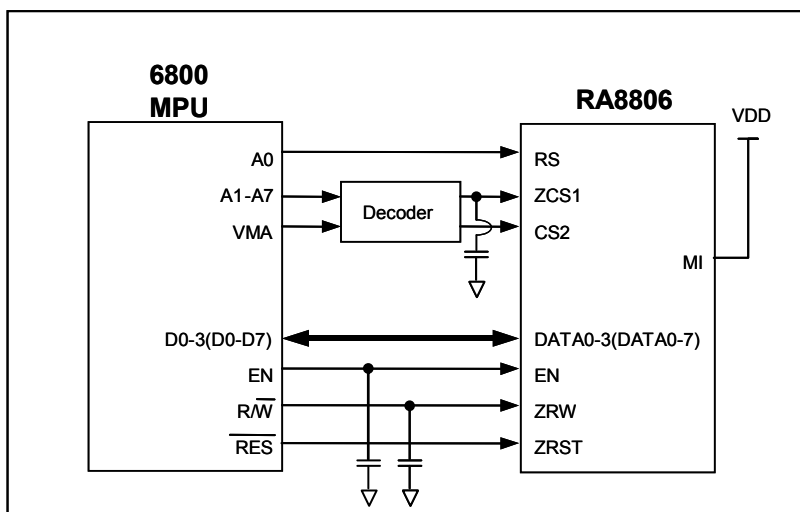 6800
MPU
RA8806
VDD
A0
RS
A1-A7
Decoder
ZCS1
VMA
CS2
MI
D0-3(D0-D7)
DATA0-3(DATA0-7)
EN
EN
R/W̅
ZRW
R̅E̅S̅
ZRST